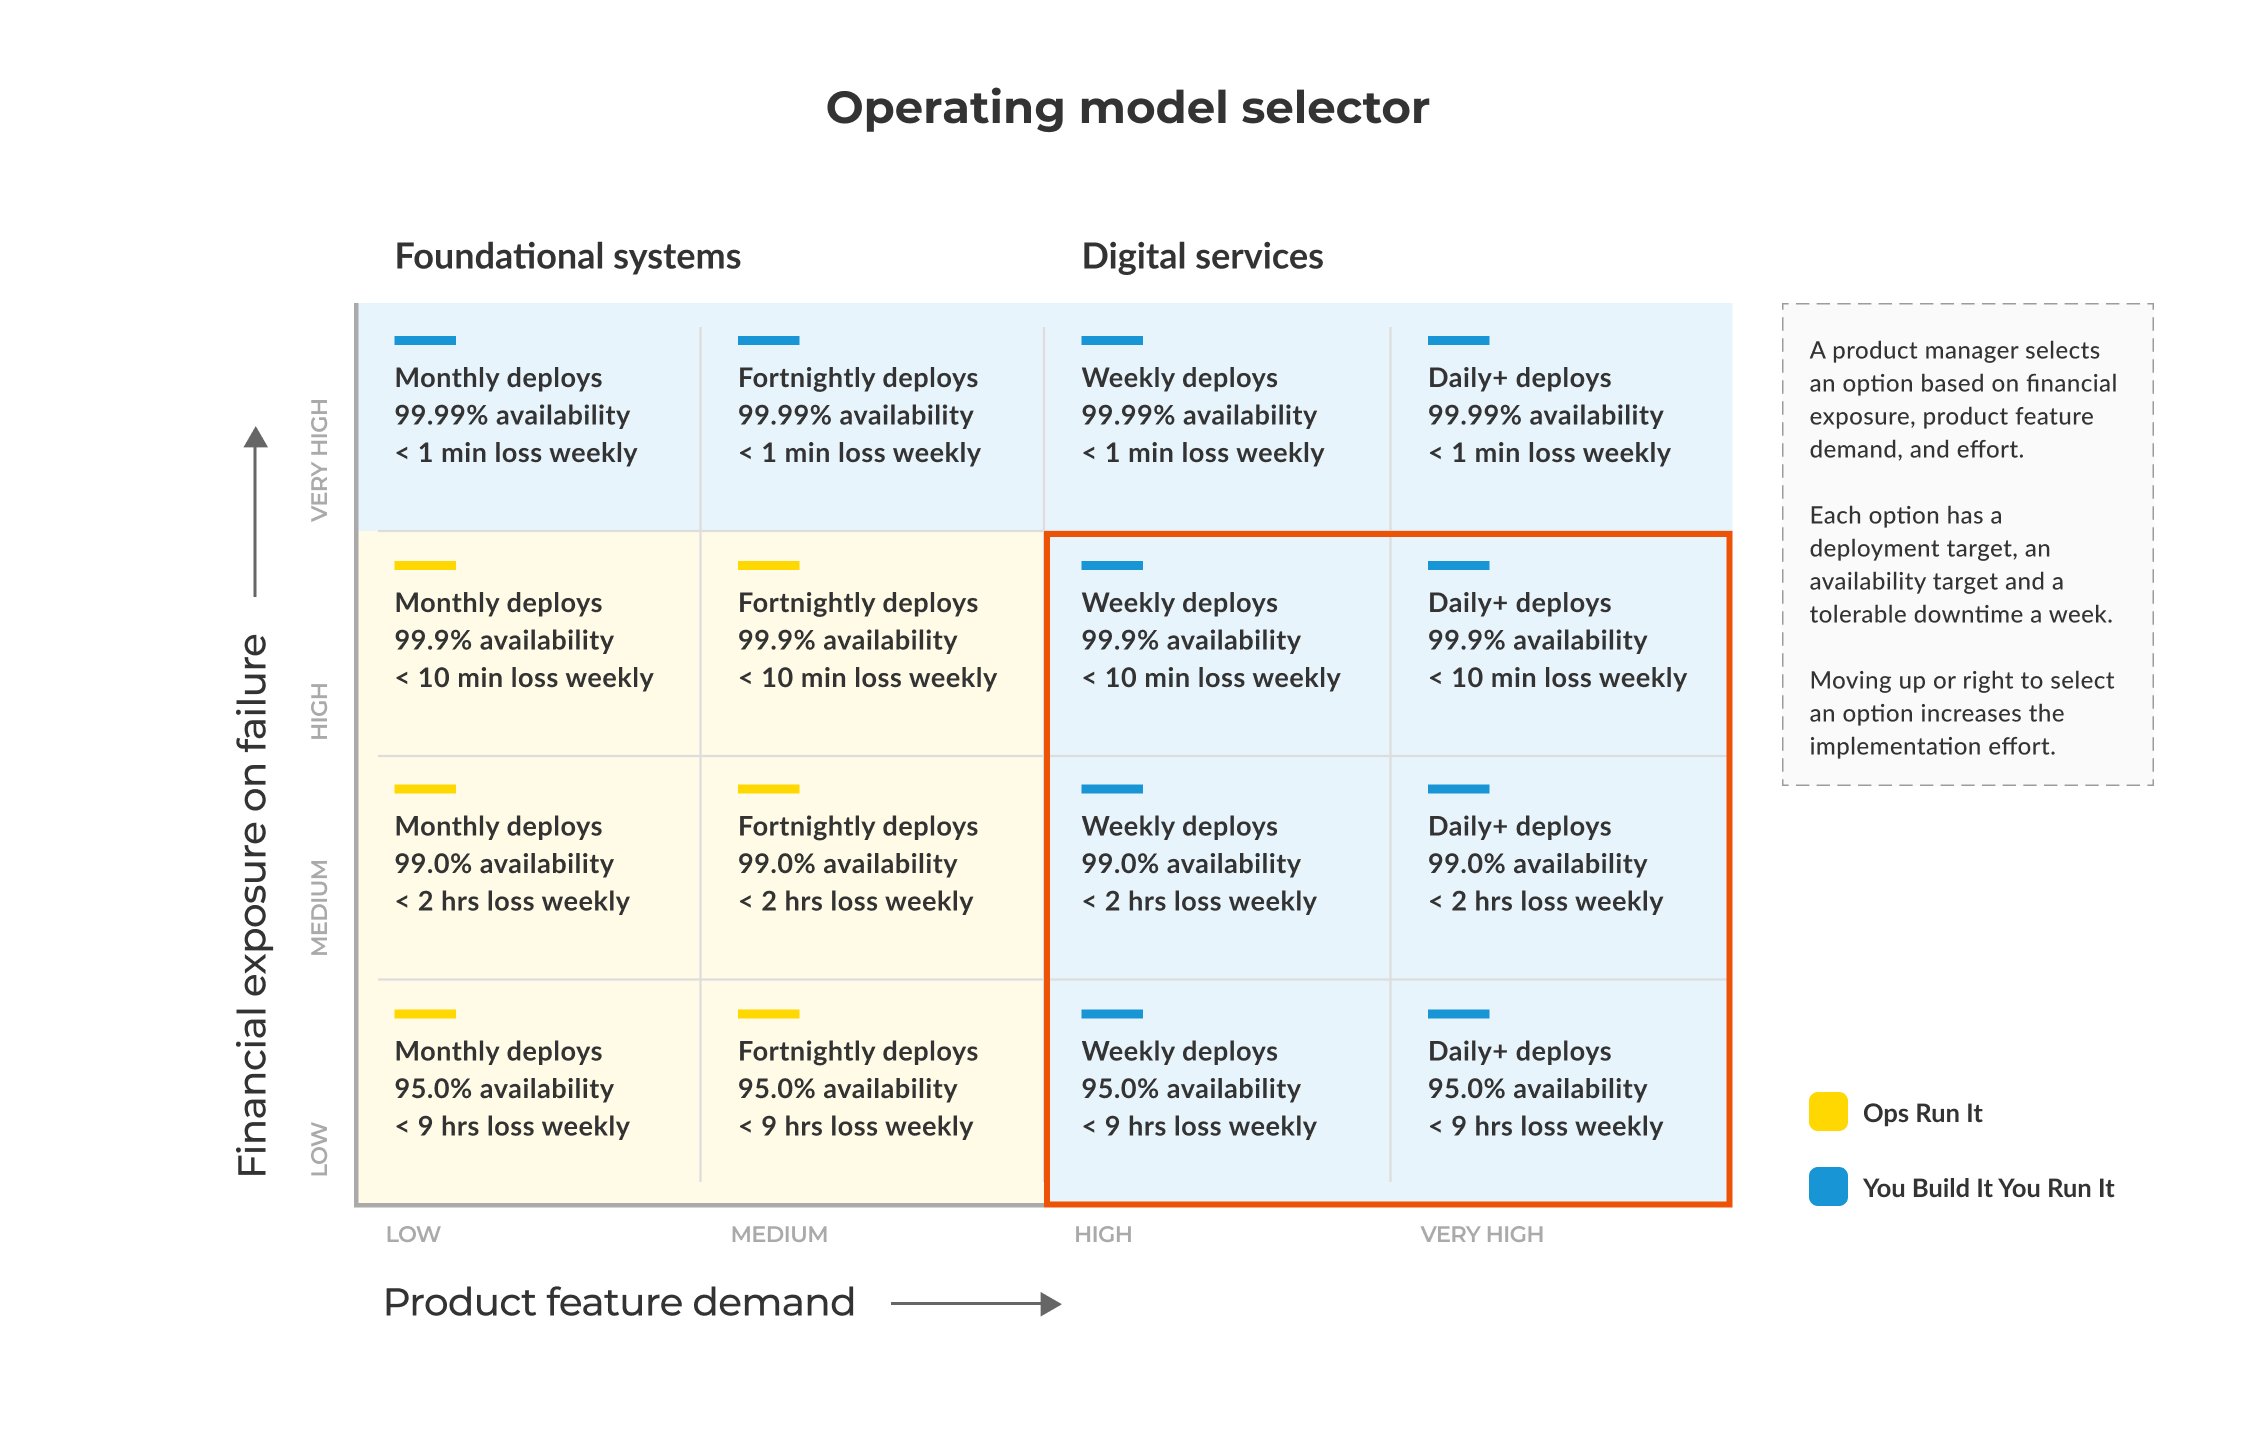 Operating model selector
Foundational systems
Digital services
Financial exposure on failure
VERY HIGH
Monthly deploys
99.99% availability
< 1 min loss weekly
Fortnightly deploys
99.99% availability
< 1 min loss weekly
Weekly deploys
99.99% availability
< 1 min loss weekly
Daily+ deploys
99.99% availability
< 1 min loss weekly
HIGH
Monthly deploys
99.9% availability
< 10 min loss weekly
Fortnightly deploys
99.9% availability
< 10 min loss weekly
Weekly deploys
99.9% availability
< 10 min loss weekly
Daily+ deploys
99.9% availability
< 10 min loss weekly
MEDIUM
Monthly deploys
99.0% availability
< 2 hrs loss weekly
Fortnightly deploys
99.0% availability
< 2 hrs loss weekly
Weekly deploys
99.0% availability
< 2 hrs loss weekly
Daily+ deploys
99.0% availability
< 2 hrs loss weekly
LOW
Monthly deploys
95.0% availability
< 9 hrs loss weekly
Fortnightly deploys
95.0% availability
< 9 hrs loss weekly
Weekly deploys
95.0% availability
< 9 hrs loss weekly
Daily+ deploys
95.0% availability
< 9 hrs loss weekly
LOW
MEDIUM
HIGH
VERY HIGH
Product feature demand
A product manager selects
an option based on financial
exposure, product feature
demand, and effort.
Each option has a
deployment target, an
availability target and a
tolerable downtime a week.
Moving up or right to select
an option increases the
implementation effort.
Ops Run It
You Build It You Run It